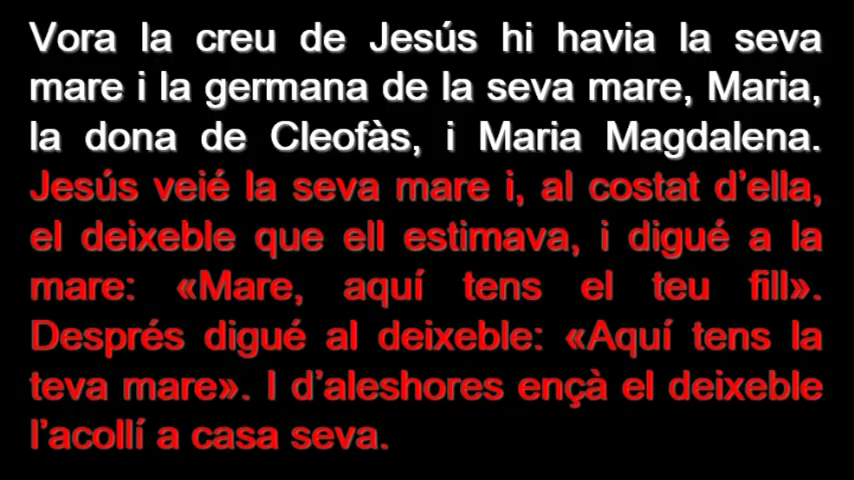 Vora la creu de Jesús hi havia la seva
mare i la germana de la seva mare, Maria,
la dona de Cleofàs, i Maria Magdalena.
Jesús veié la seva mare i, al costat d’ella,
el deixeble que ell estimava, i digué a la
mare: «Mare, aquí tens el teu fill».
Després digué al deixeble: «Aquí tens la
teva mare». I d’aleshores ençà el deixeble
l’acollí a casa seva.